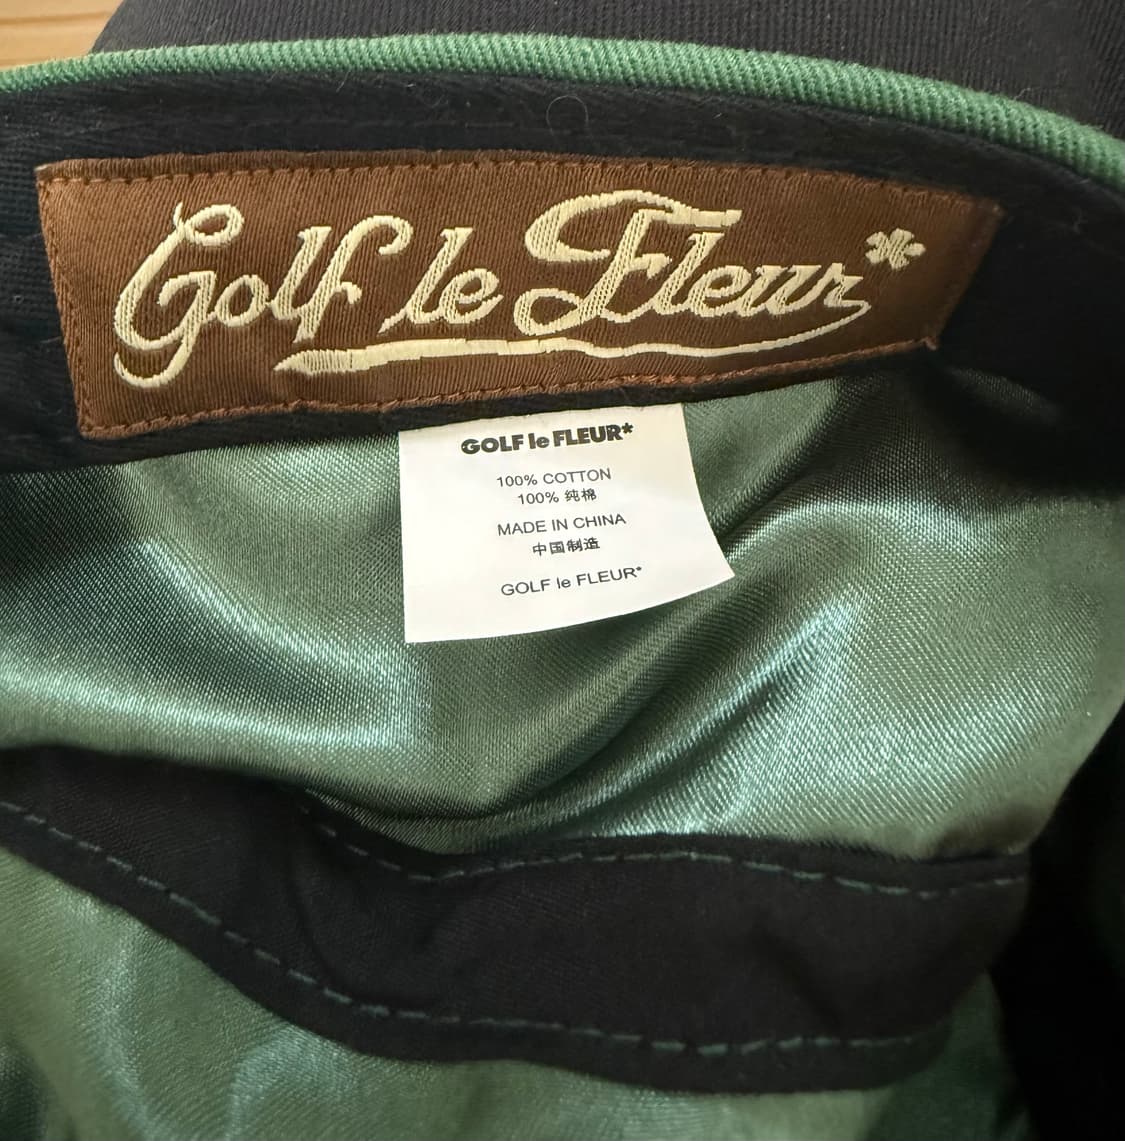 Golf le Fleur*
GOLF le FLEUR*
100% COTTON
100% 纯棉
MADE IN CHINA
中国制造
GOLF le FLEUR*